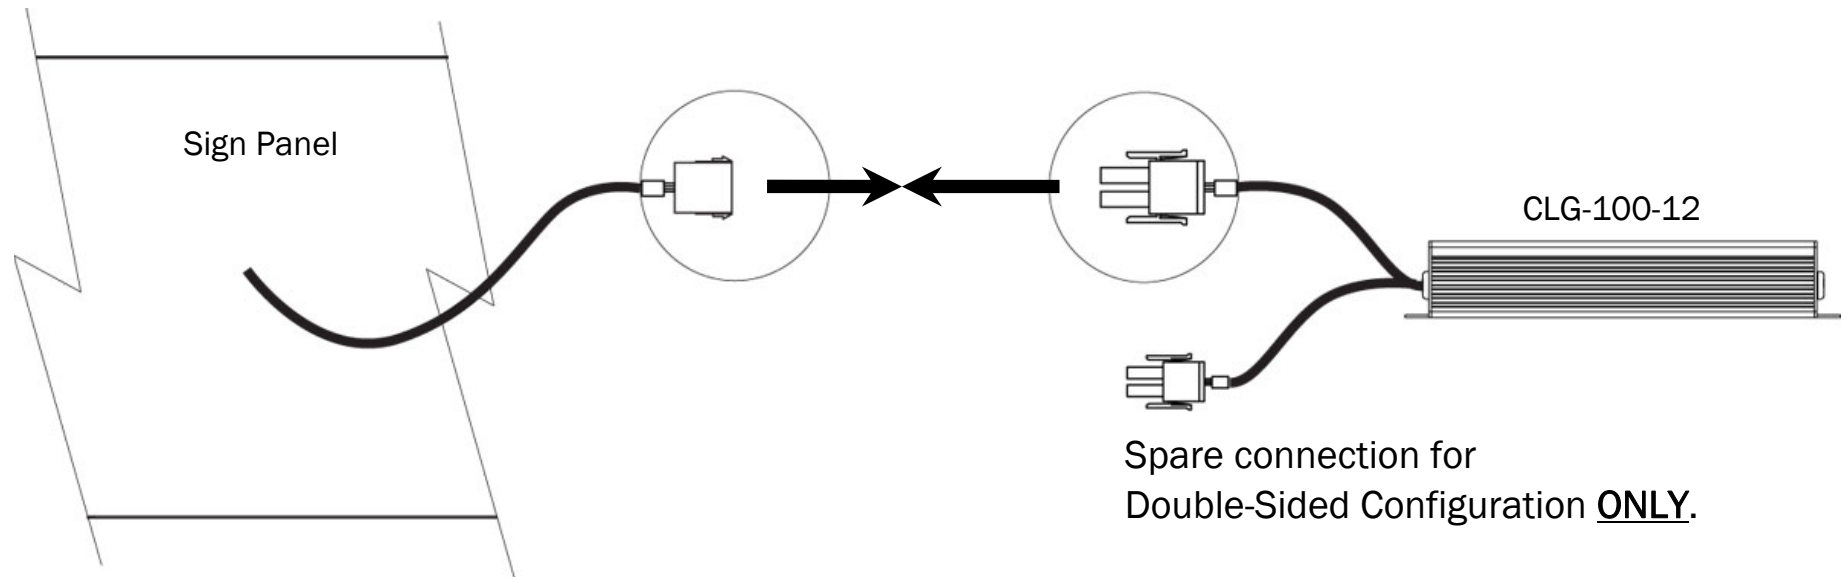 Sign Panel
CLG-100-12
Spare connection for
Double-Sided Configuration ONLY.